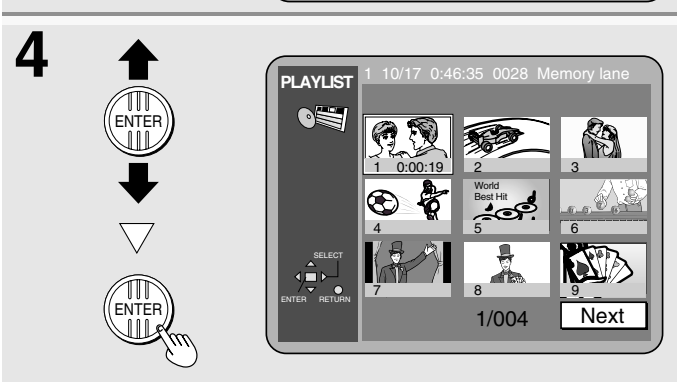 4
ENTER
ENTER
PLAYLIST
1 10/17 0:46:35 0028 Memory lane
1 0:00:19
2
3
4
World
Best Hit
5
6
7
8
9
SELECT
ENTER RETURN
1/004
Next